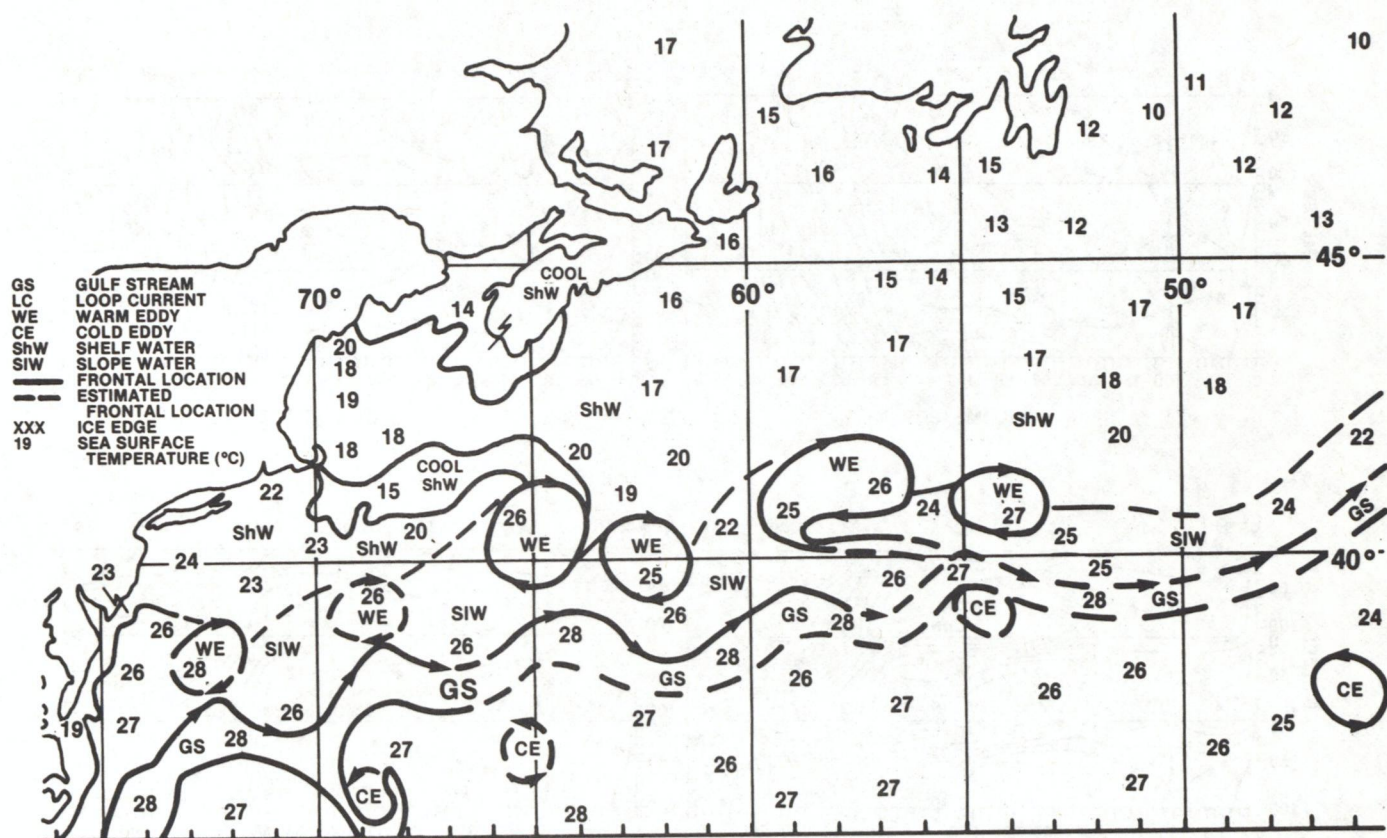 17
10
11
15
10
12
12
17
16
14
15
12
16
13
12
13
45°
GS GULF STREAM
LC LOOP CURRENT
WE WARM EDDY
CE COLD EDDY
ShW SHELF WATER
SIW SLOPE WATER
FRONTAL LOCATION
ESTIMATED
FRONTAL LOCATION
XXX ICE EDGE
19 SEA SURFACE
TEMPERATURE (°C)
COOL
ShW
70°
14
16
60°
15
14
15
17
50°
17
20
18
17
17
17
19
17
18
18
ShW
ShW
18
18
20
20
20
22
22
COOL
ShW
15
19
WE
26
24
WE
27
24
GS
26
WE
25
22
25
SIW
ShW
20
23
ShW
24
WE
25
SIW
26
27
25
40°
23
23
26
WE
SIW
26
28
GS
28
CE
28
GS
24
26
WE
28
SIW
26
28
26
GS
28
GS
26
26
26
CE
27
19
27
GS
28
26
27
27
25
CE
27
26
26
28
27
CE
28
27
27
27